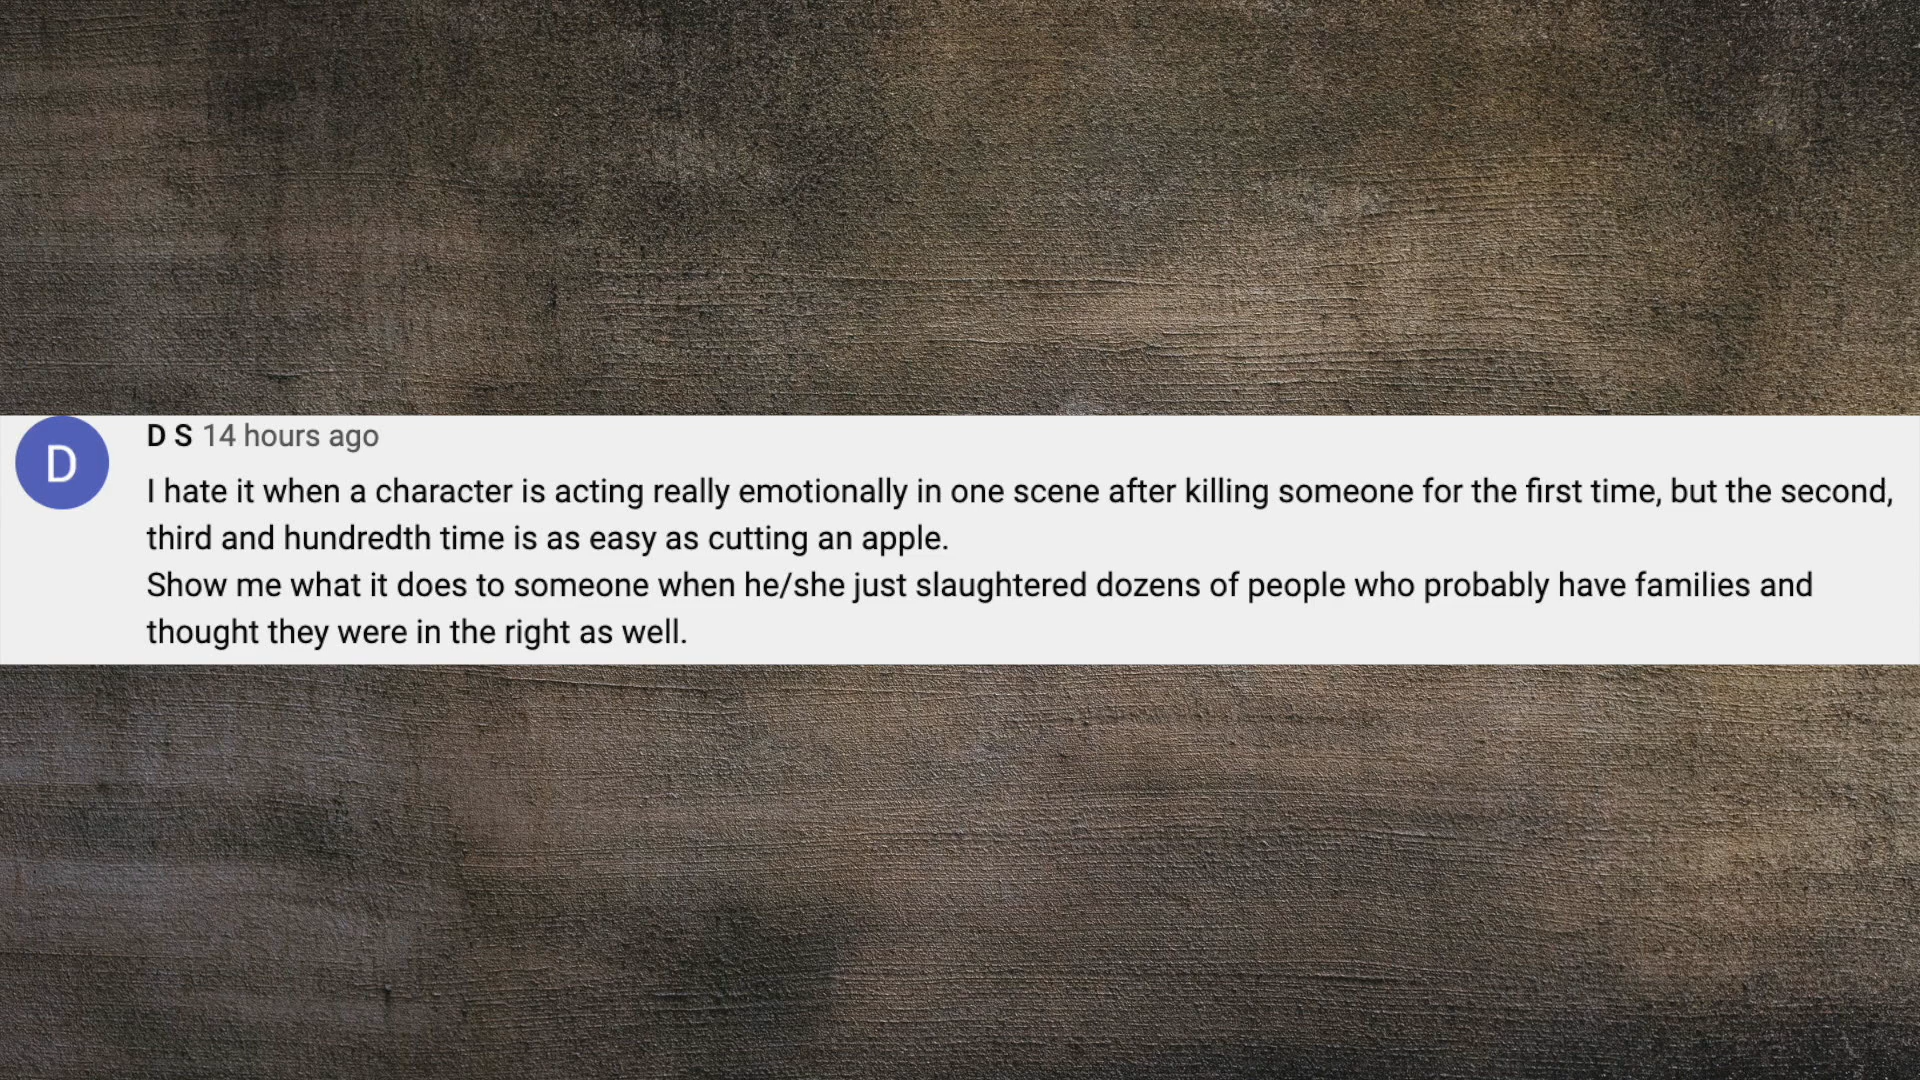 D
D S 14 hours ago
I hate it when a character is acting really emotionally in one scene after killing someone for the first time, but the second,
third and hundredth time is as easy as cutting an apple.
Show me what it does to someone when he/she just slaughtered dozens of people who probably have families and
thought they were in the right as well.